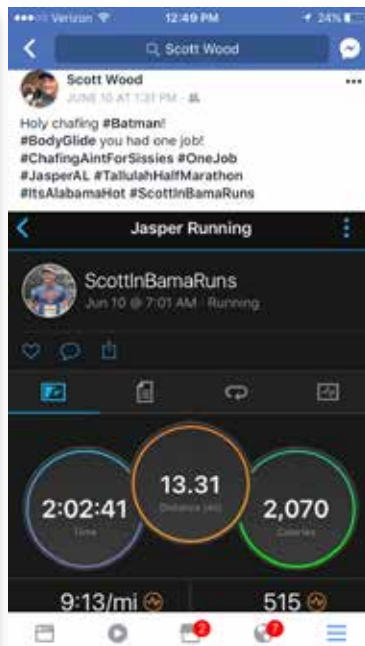 Verizon 12:49 PM 24%
Scott Wood
Scott Wood
JUNE 10 AT 1:31 PM
Holy chafing #Batman!
#BodyGlide you had one job!
#ChafingAintForSissies #OneJob
#JasperAL #TallulahHalfMarathon
#ItsAlabamaHot #ScottInBamaRuns
Jasper Running
ScottInBamaRuns
Jun 10 @ 7:01 AM · Running
2:02:41
Time
13.31
Distance (mi)
2,070
Calories
9:13/mi
515
2